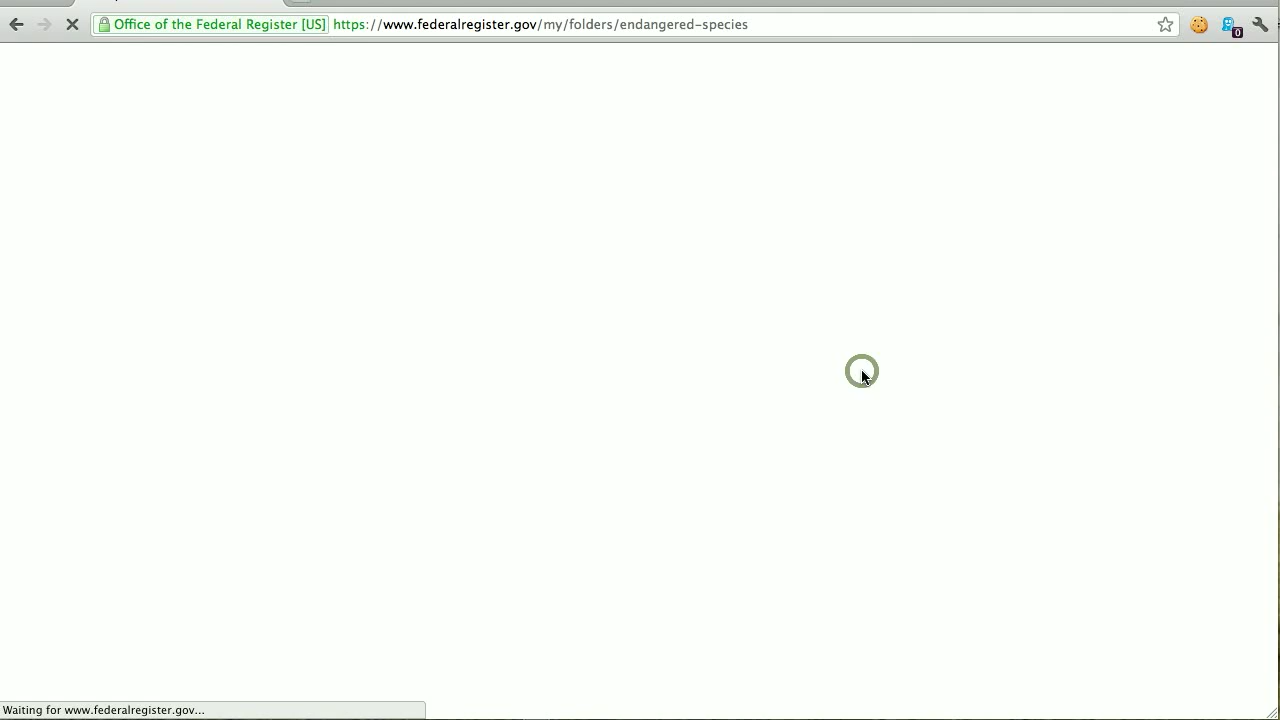 Office of the Federal Register [US] https://www.federalregister.gov/my/folders/endangered-species
0
Waiting for www.federalregister.gov...